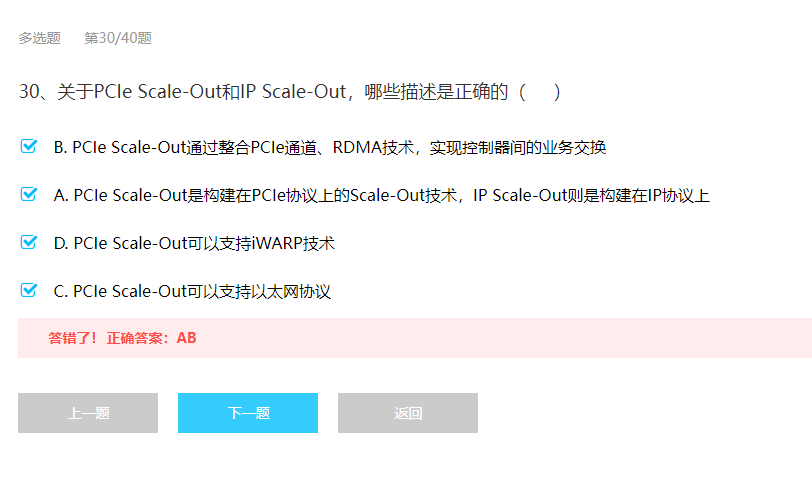 多选题 第30/40题
30、关于PCIe Scale-Out和IP Scale-Out，哪些描述是正确的（ ）
B. PCIe Scale-Out通过整合PCIe通道、RDMA技术，实现控制器间的业务交换
A. PCIe Scale-Out是构建在PCIe协议上的Scale-Out技术，IP Scale-Out则是构建在IP协议上
D. PCIe Scale-Out可以支持iWARP技术
C. PCIe Scale-Out可以支持以太网协议
答错了！正确答案：AB
上一题 下一题 返回